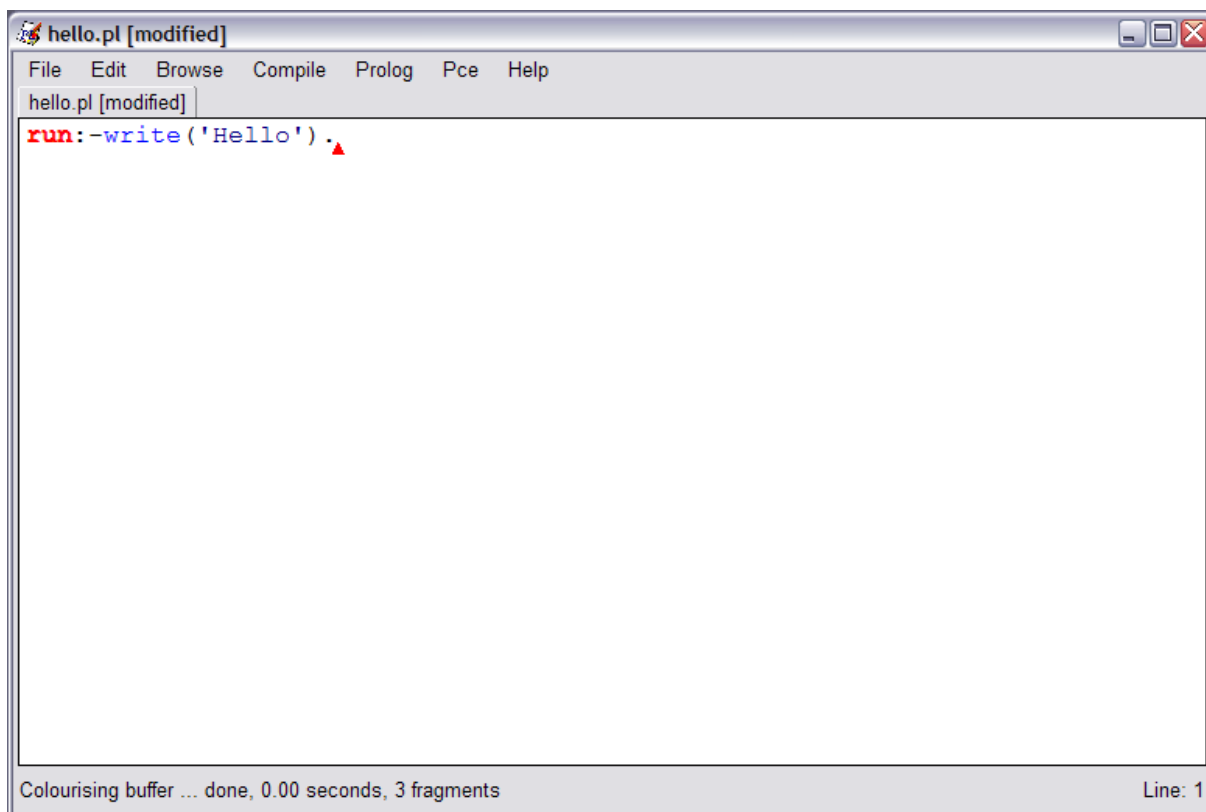 hello.pl [modified]
File Edit Browse Compile Prolog Pce Help
hello.pl [modified]
run:-write('Hello').
Colourising buffer ... done, 0.00 seconds, 3 fragments
Line: 1